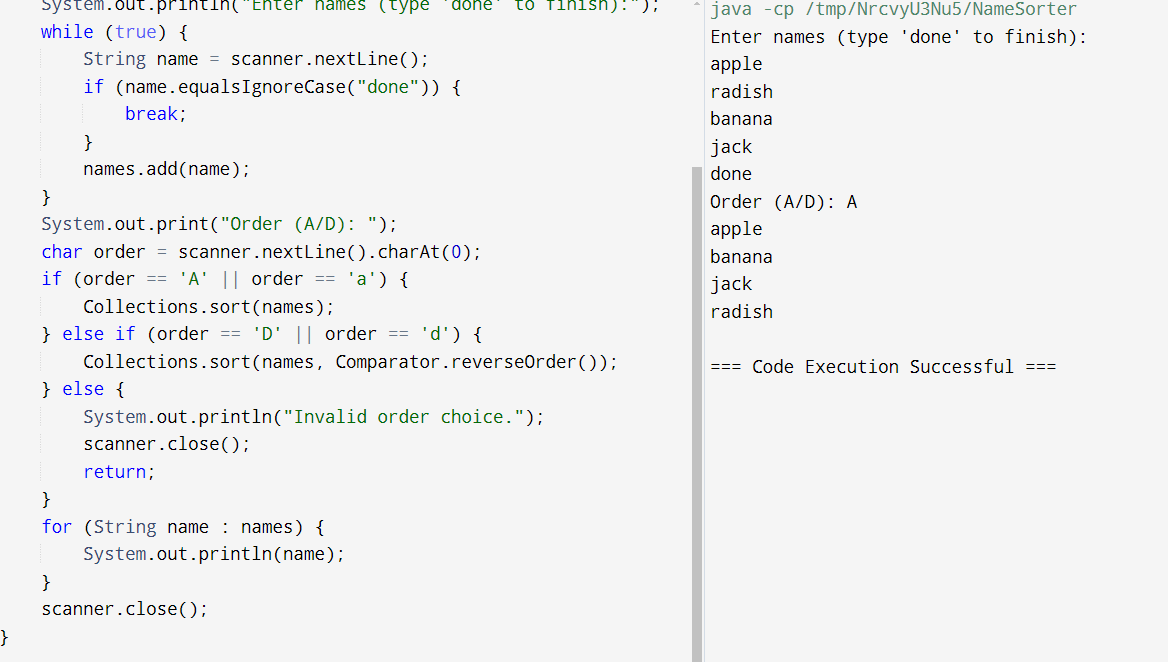 System.out.println("Enter names (type 'done' to finish):");
while (true) {
String name = scanner.nextLine();
if (name.equalsIgnoreCase("done")) {
break;
}
names.add(name);
}
System.out.print("Order (A/D): ");
char order = scanner.nextLine().charAt(0);
if (order == 'A' || order == 'a') {
Collections.sort(names);
} else if (order == 'D' || order == 'd') {
Collections.sort(names, Comparator.reverseOrder());
} else {
System.out.println("Invalid order choice.");
scanner.close();
return;
}
for (String name : names) {
System.out.println(name);
}
scanner.close();
}
java -cp /tmp/NrcvyU3Nu5/NameSorter
Enter names (type 'done' to finish):
apple
radish
banana
jack
done
Order (A/D): A
apple
banana
jack
radish
=== Code Execution Successful ===